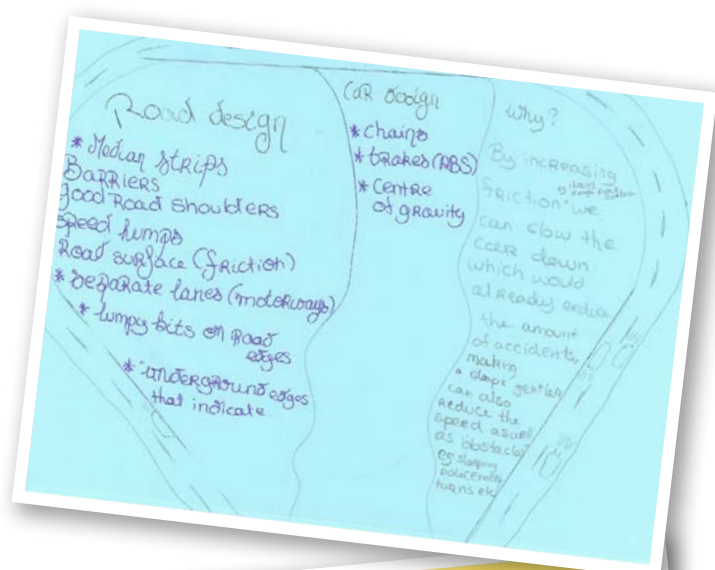 Road design
* Median strips
Barriers
good Road shoulders
speed humps
Road surface (friction)
* separate lanes (motorways)
* lumpy bits on road
edges
* underground edges
that indicate
Car design
* chains
* brakes (ABS)
* Centre
of gravity
Why?
By increasing
friction we
can slow the
car down
which would
already reduce
the amount
of accidents,
making
a slope gentler
can also
reduce the
speed aswell
as obstacles
eg sleeping
policemen,
turns etc